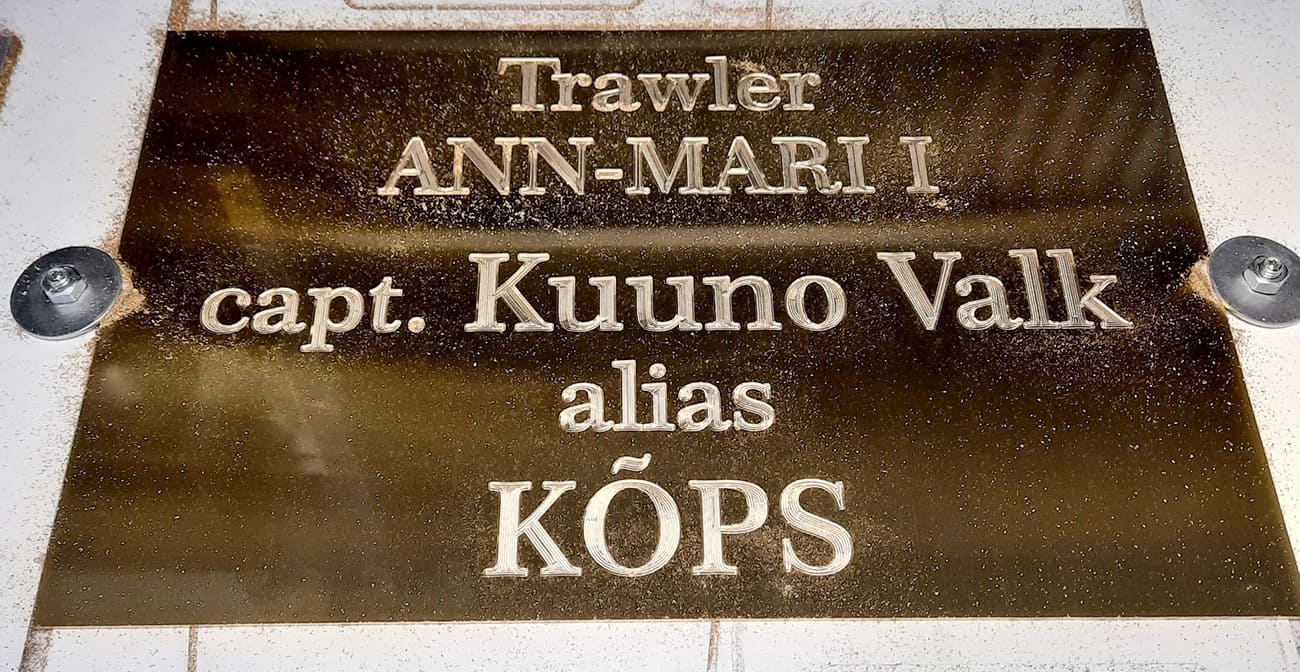 Trawler
ANN-MARI I
capt. Kuuno Valk
alias
KÕPS